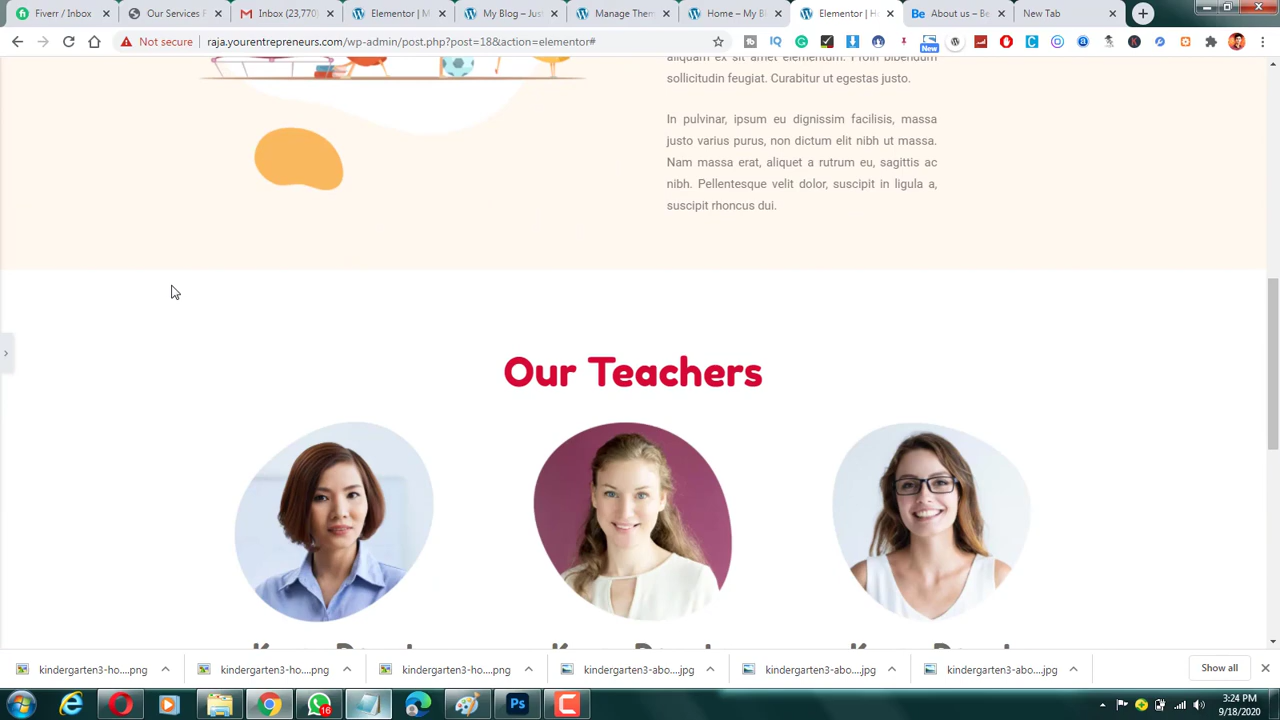 Fiverr / Inbox
Our Services F
Inbox (23,770)
Elementor | M
My Blog – Jus
Manage Them
Home – My Bl
Elementor | H
About us – Be
New Tab
Not secure
raja.yourentrepreneurs.com/wp-admin/post.php?post=18&action=elementor#
New
sollicitudin feugiat. Curabitur ut egestas justo.
In pulvinar, ipsum eu dignissim facilisis, massa
justo varius purus, non dictum elit nibh ut massa.
Nam massa erat, aliquet a rutrum eu, sagittis ac
nibh. Pellentesque velit dolor, suscipit in ligula a,
suscipit rhoncus dui.
Our Teachers
kindergarten3-ho....png
kindergarten3-ho....png
kindergarten3-ho....png
kindergarten3-abo....jpg
kindergarten3-abo....jpg
kindergarten3-abo....jpg
Show all
16
Ps
3:24 PM
9/18/2020